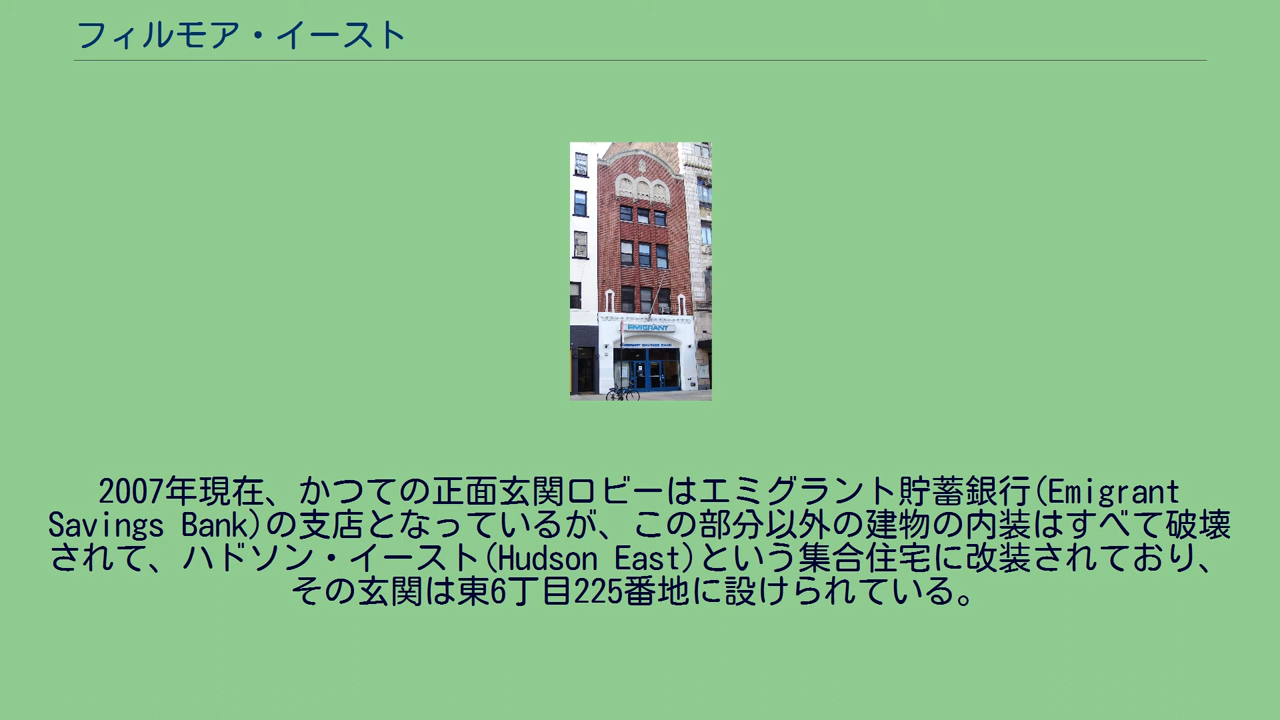 フィルモア・イースト
EMIGRANT
EMIGRANT SAVINGS BANK
2007年現在、かつての正面玄関ロビーはエミグラント貯蓄銀行(Emigrant
Savings Bank)の支店となっているが、この部分以外の建物の内装はすべて破壊
されて、ハドソン・イースト(Hudson East)という集合住宅に改装されており、
その玄関は東6丁目225番地に設けられている。